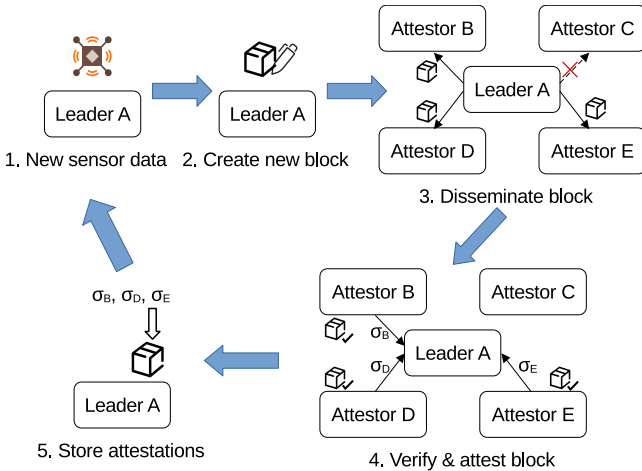 Leader A
1. New sensor data
Leader A
2. Create new block
Attestor B
Attestor C
Leader A
Attestor D
Attestor E
3. Disseminate block
Attestor B
Attestor C
σB
Leader A
σD
σE
Attestor D
Attestor E
4. Verify & attest block
σB, σD, σE
Leader A
5. Store attestations